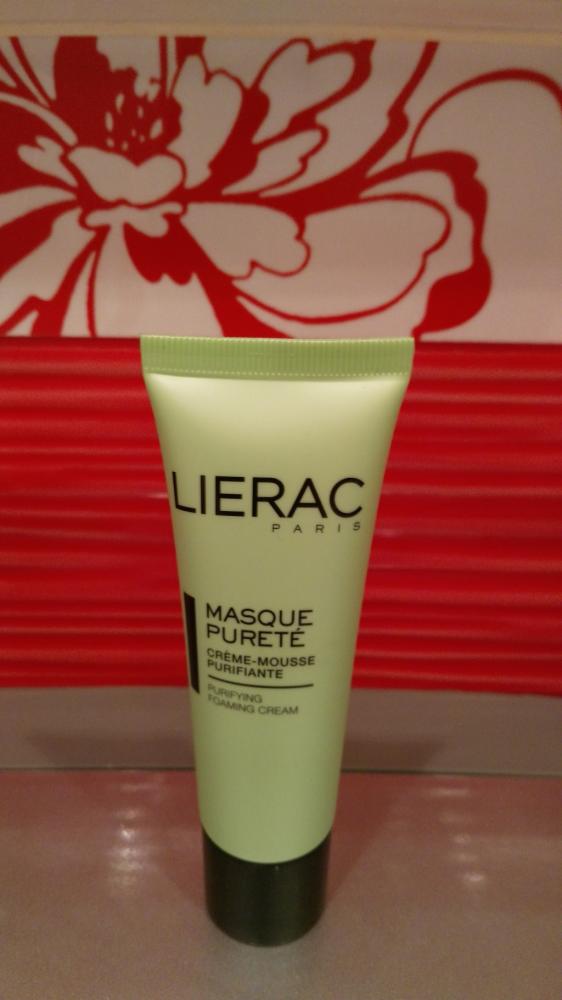 LIERAC
PARIS
MASQUE
PURETÉ
CRÈME-MOUSSE
PURIFIANTE
PURIFYING
FOAMING CREAM